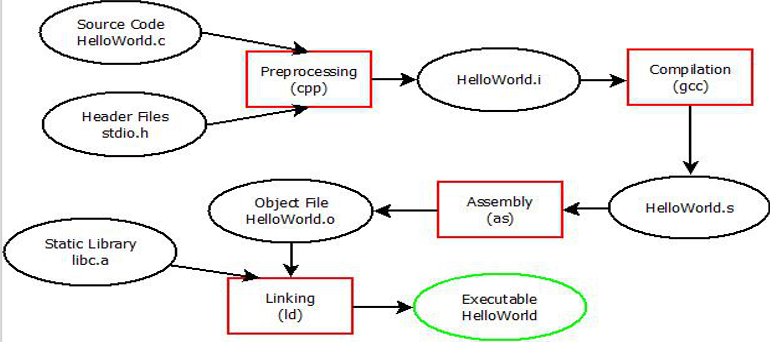 Source Code
HelloWorld.c
Preprocessing
(cpp)
HelloWorld.i
Compilation
(gcc)
Header Files
stdio.h
Object File
HelloWorld.o
Assembly
(as)
HelloWorld.s
Static Library
libc.a
Linking
(ld)
Executable
HelloWorld